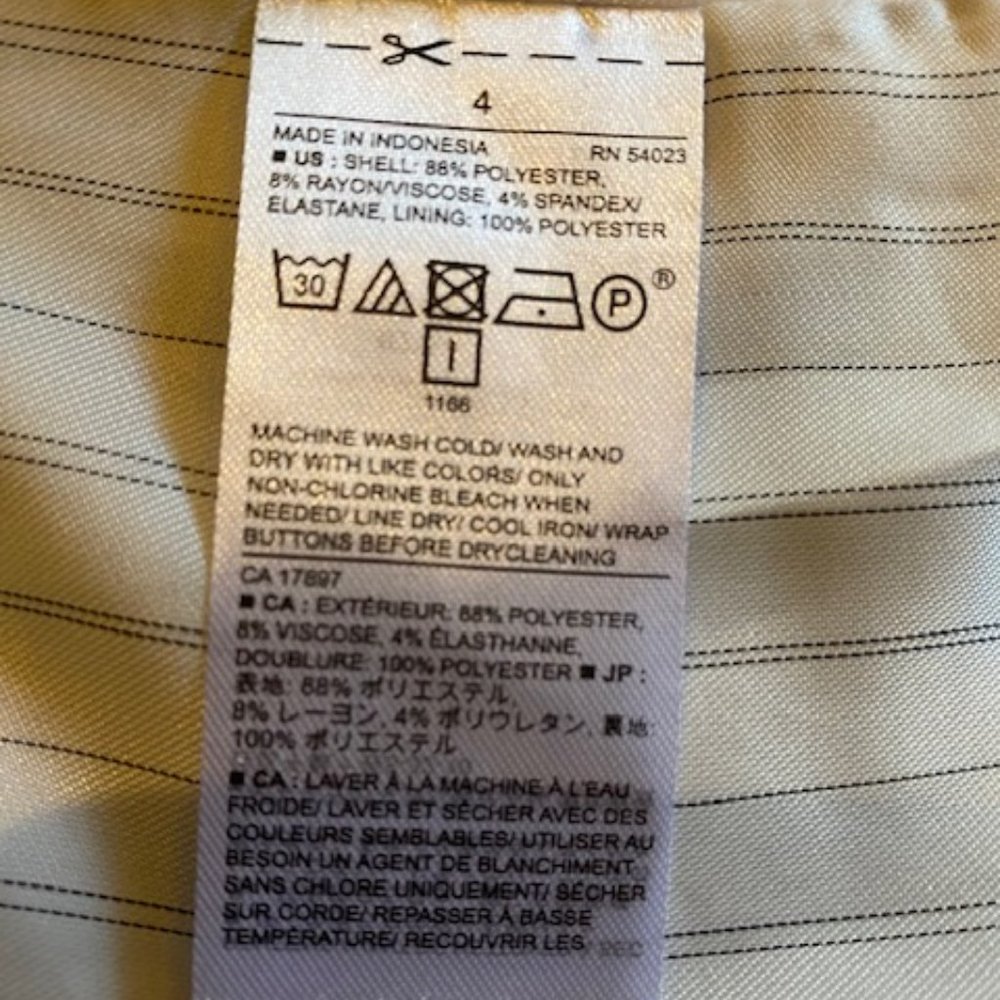 4
MADE IN INDONESIA RN 54023
■ US : SHELL: 88% POLYESTER,
8% RAYON/VISCOSE, 4% SPANDEX/
ELASTANE, LINING: 100% POLYESTER
30 P ®
1166
MACHINE WASH COLD/ WASH AND
DRY WITH LIKE COLORS/ ONLY
NON-CHLORINE BLEACH WHEN
NEEDED/ LINE DRY/ COOL IRON/ WRAP
BUTTONS BEFORE DRYCLEANING
CA 17897
■ CA : EXTÉRIEUR: 88% POLYESTER,
8% VISCOSE, 4% ÉLASTHANNE,
DOUBLURE: 100% POLYESTER ■ JP :
表地: 88% ポリエステル,
8% レーヨン, 4% ポリウレタン, 裏地:
100% ポリエステル
■ CA : LAVER À LA MACHINE À L'EAU
FROIDE/ LAVER ET SÉCHER AVEC DES
COULEURS SEMBLABLES/ UTILISER AU
BESOIN UN AGENT DE BLANCHIMENT
SANS CHLORE UNIQUEMENT/ SÉCHER
SUR CORDE/ REPASSER À BASSE
TEMPÉRATURE/ RECOUVRIR LES